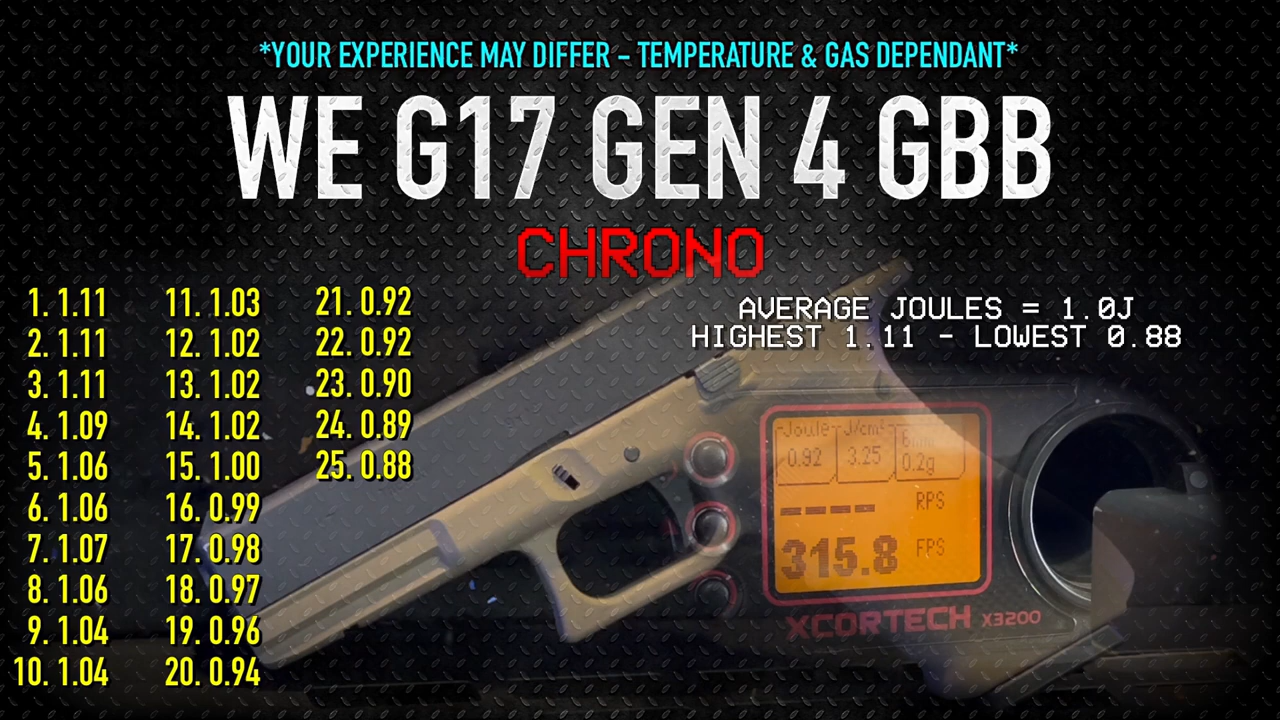 *YOUR EXPERIENCE MAY DIFFER - TEMPERATURE & GAS DEPENDANT*
WE G17 GEN 4 GBB
CHRONO
AVERAGE JOULES = 1.0J
HIGHEST 1.11 - LOWEST 0.88
1. 1.11
2. 1.11
3. 1.11
4. 1.09
5. 1.06
6. 1.06
7. 1.07
8. 1.06
9. 1.04
10. 1.04
11. 1.03
12. 1.02
13. 1.02
14. 1.02
15. 1.00
16. 0.99
17. 0.98
18. 0.97
19. 0.96
20. 0.94
21. 0.92
22. 0.92
23. 0.90
24. 0.89
25. 0.88
Joule J/cm² 6mm
0.92 3.25 0.2g
---- RPS
315.8 FPS
XCORTECH X3200